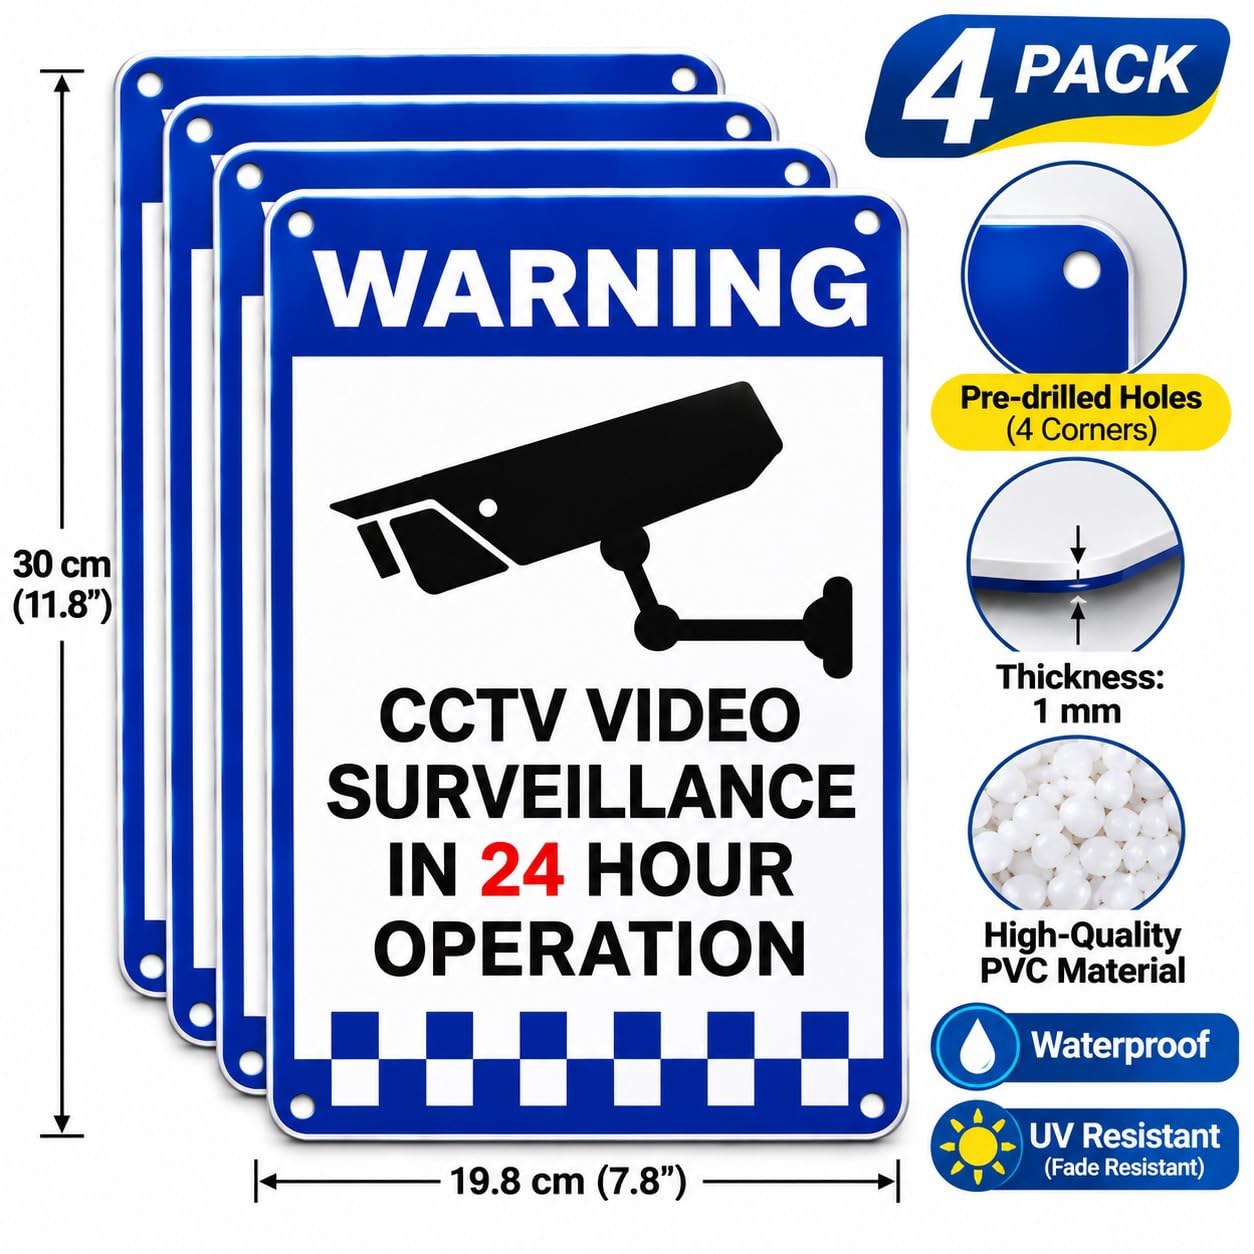 4 PACK
WARNING
CCTV VIDEO
SURVEILLANCE
IN 24 HOUR
OPERATION
30 cm
(11.8”)
19.8 cm (7.8”)
Pre-drilled Holes
(4 Corners)
Thickness:
1 mm
High-Quality
PVC Material
Waterproof
UV Resistant
(Fade Resistant)